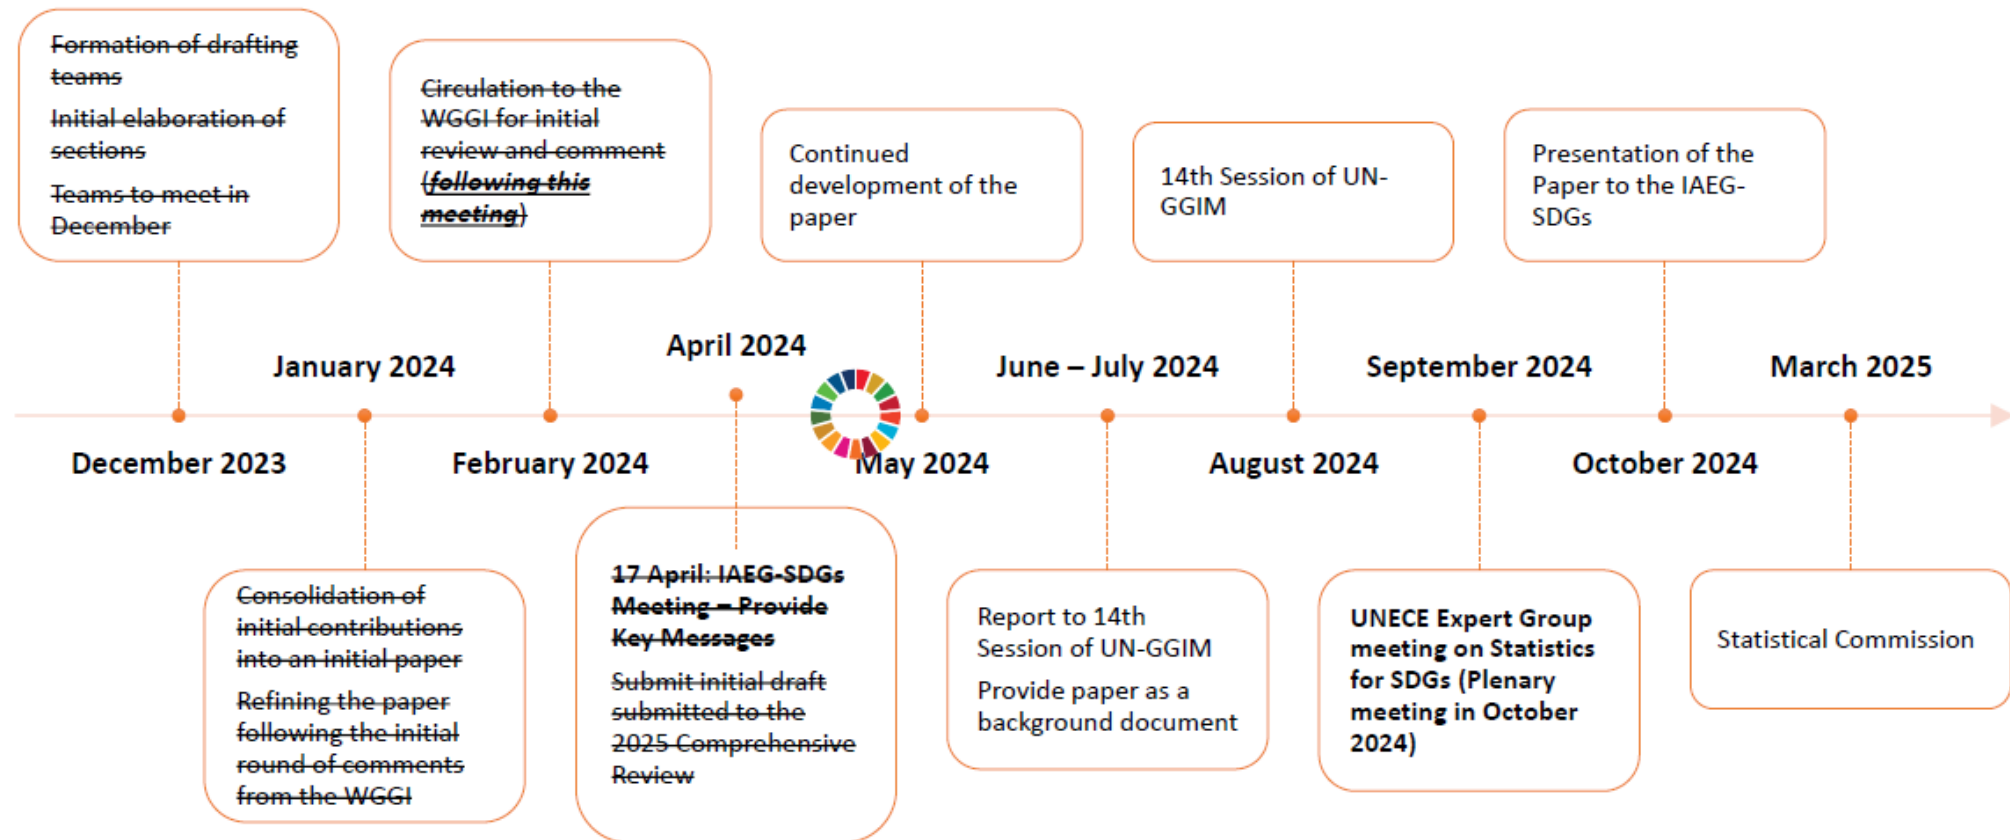 Formation of drafting
teams
Initial elaboration of
sections
Teams to meet in
December
Circulation to the
WGGI for initial
review and comment
(following this
meeting)
Continued
development of the
paper
14th Session of UN-
GGIM
Presentation of the
Paper to the IAEG-
SDGs
January 2024
April 2024
June – July 2024
September 2024
March 2025
December 2023
February 2024
May 2024
August 2024
October 2024
Consolidation of
initial contributions
into an initial paper
Refining the paper
following the initial
round of comments
from the WGGI
17 April: IAEG-SDGs
Meeting – Provide
Key Messages
Submit initial draft
submitted to the
2025 Comprehensive
Review
Report to 14th
Session of UN-GGIM
Provide paper as a
background document
UNECE Expert Group
meeting on Statistics
for SDGs (Plenary
meeting in October
2024)
Statistical Commission